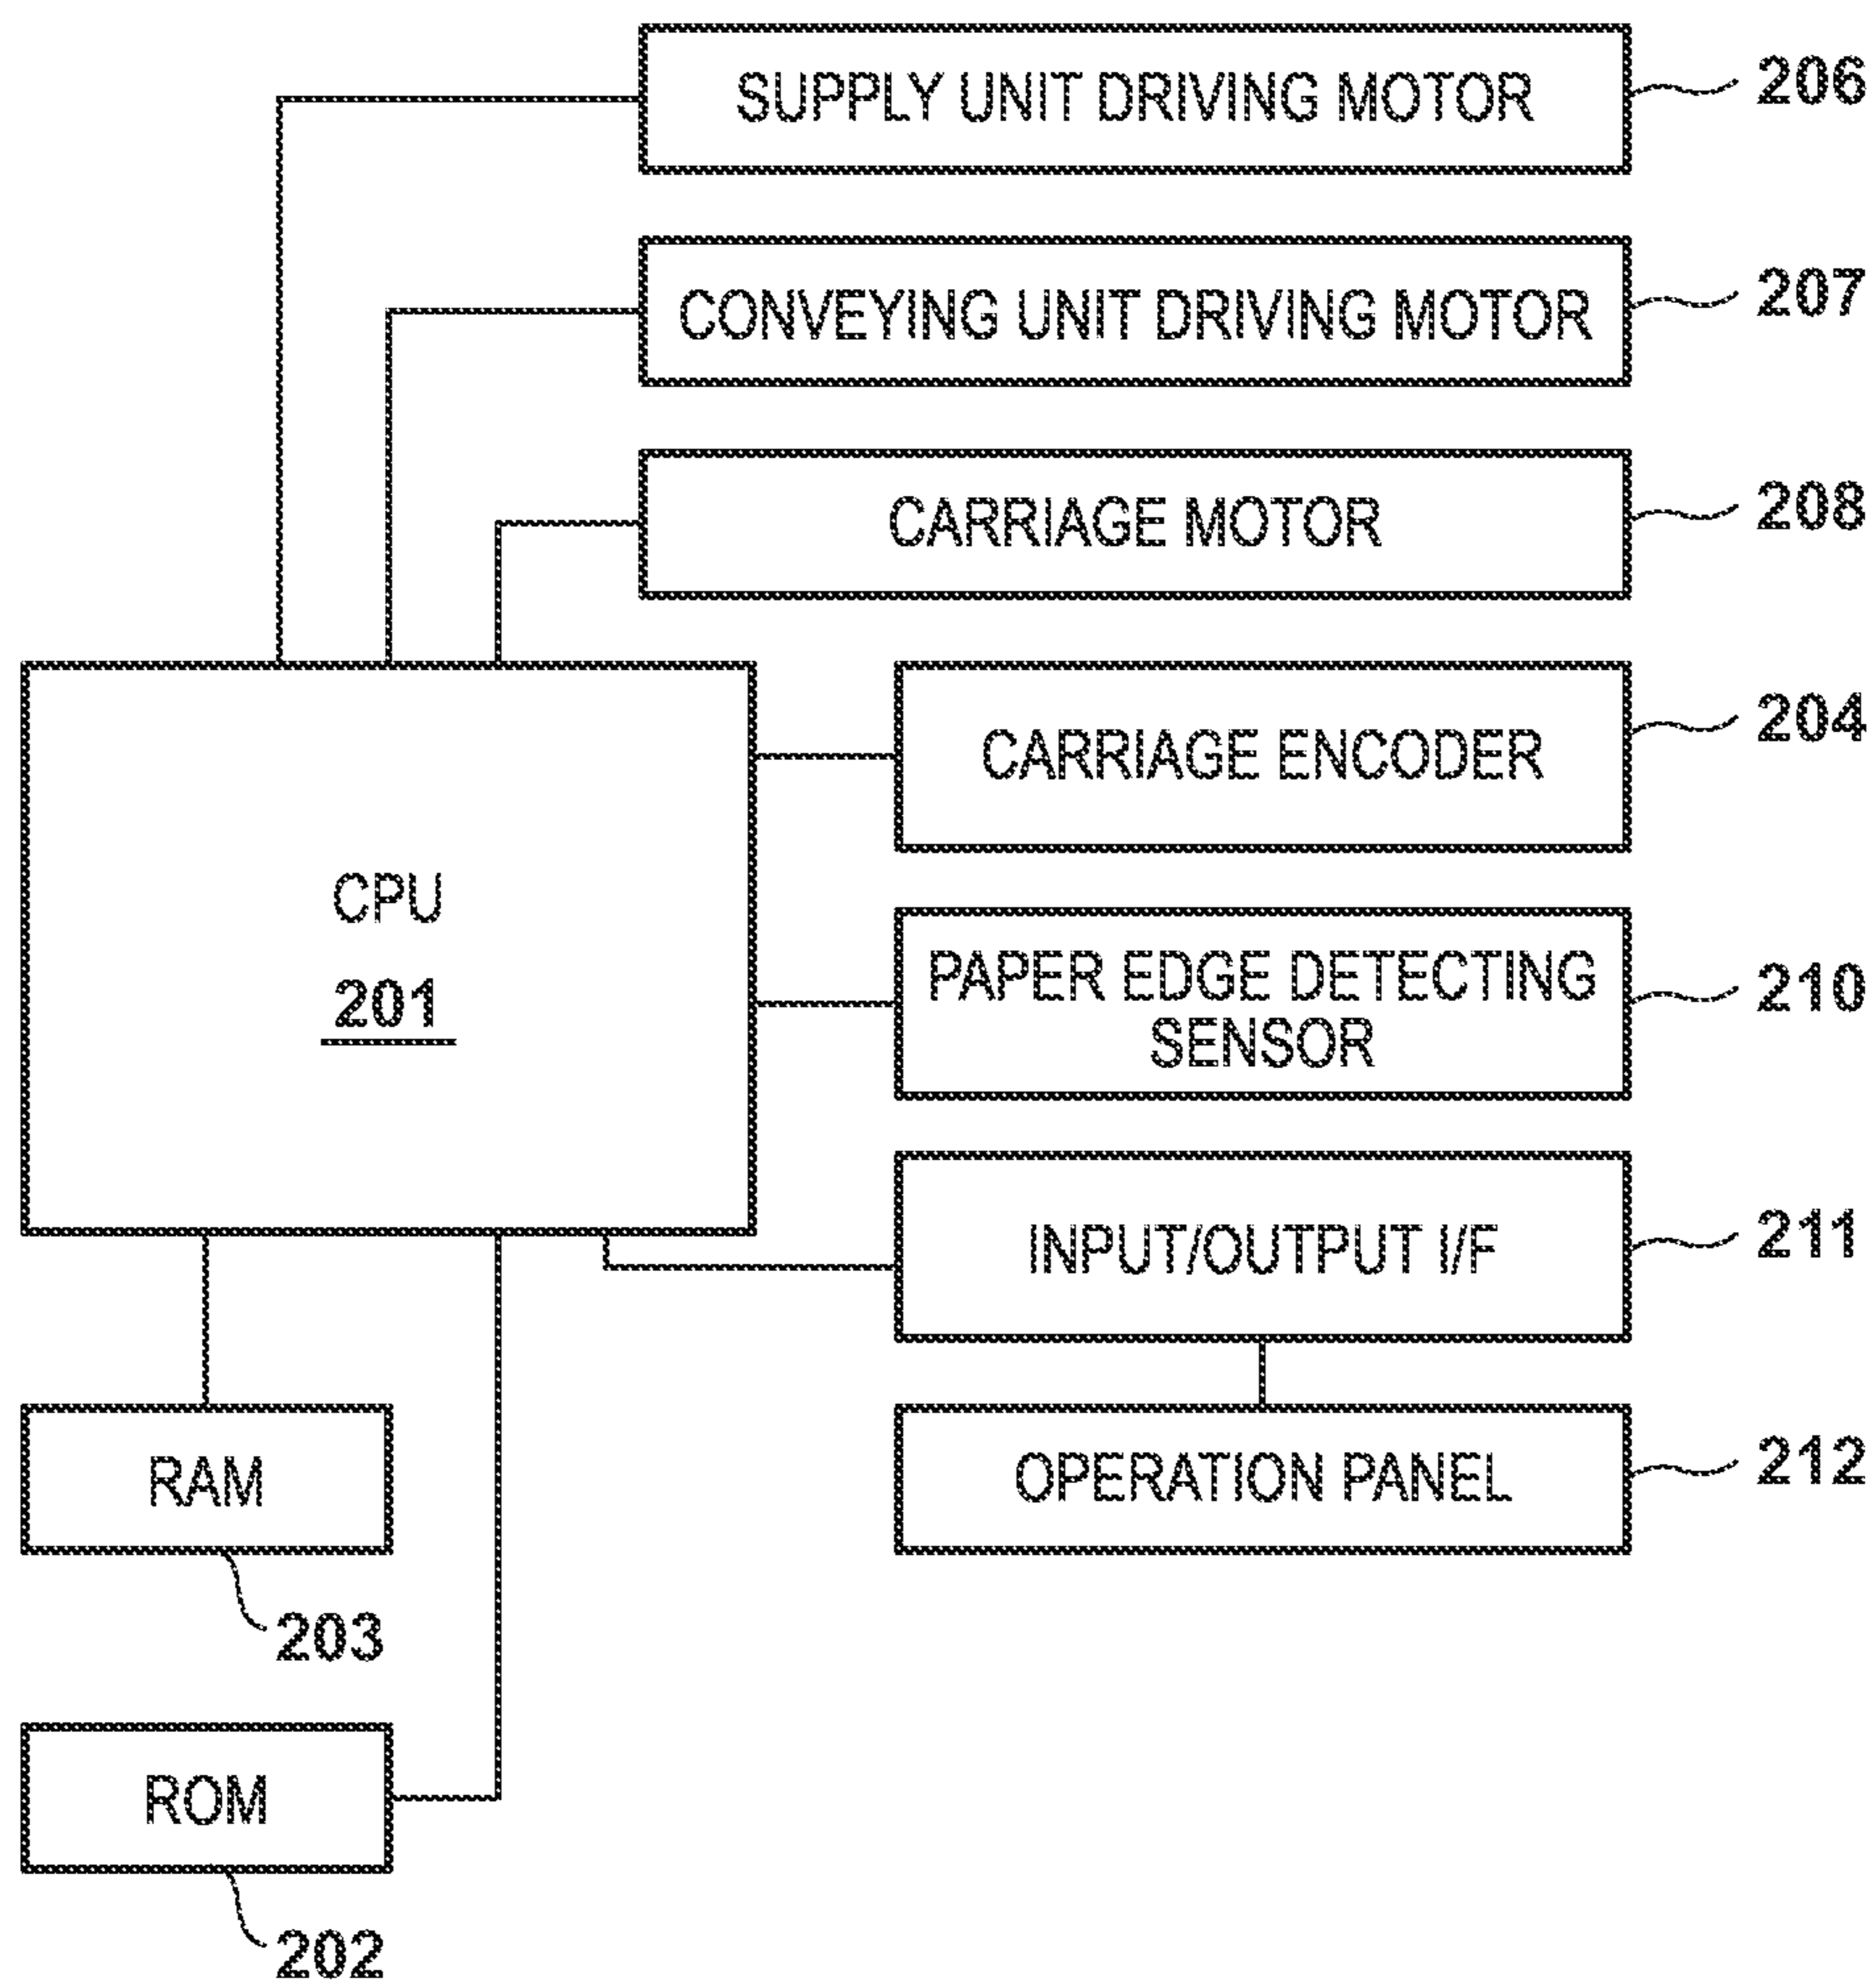 SUPPLY UNIT DRIVING MOTOR
206
CONVEYING UNIT DRIVING MOTOR
207
CARRIAGE MOTOR
208
CARRIAGE ENCODER
204
CPU
201
PAPER EDGE DETECTING
SENSOR
210
INPUT/OUTPUT I/F
211
OPERATION PANEL
212
RAM
203
ROM
202